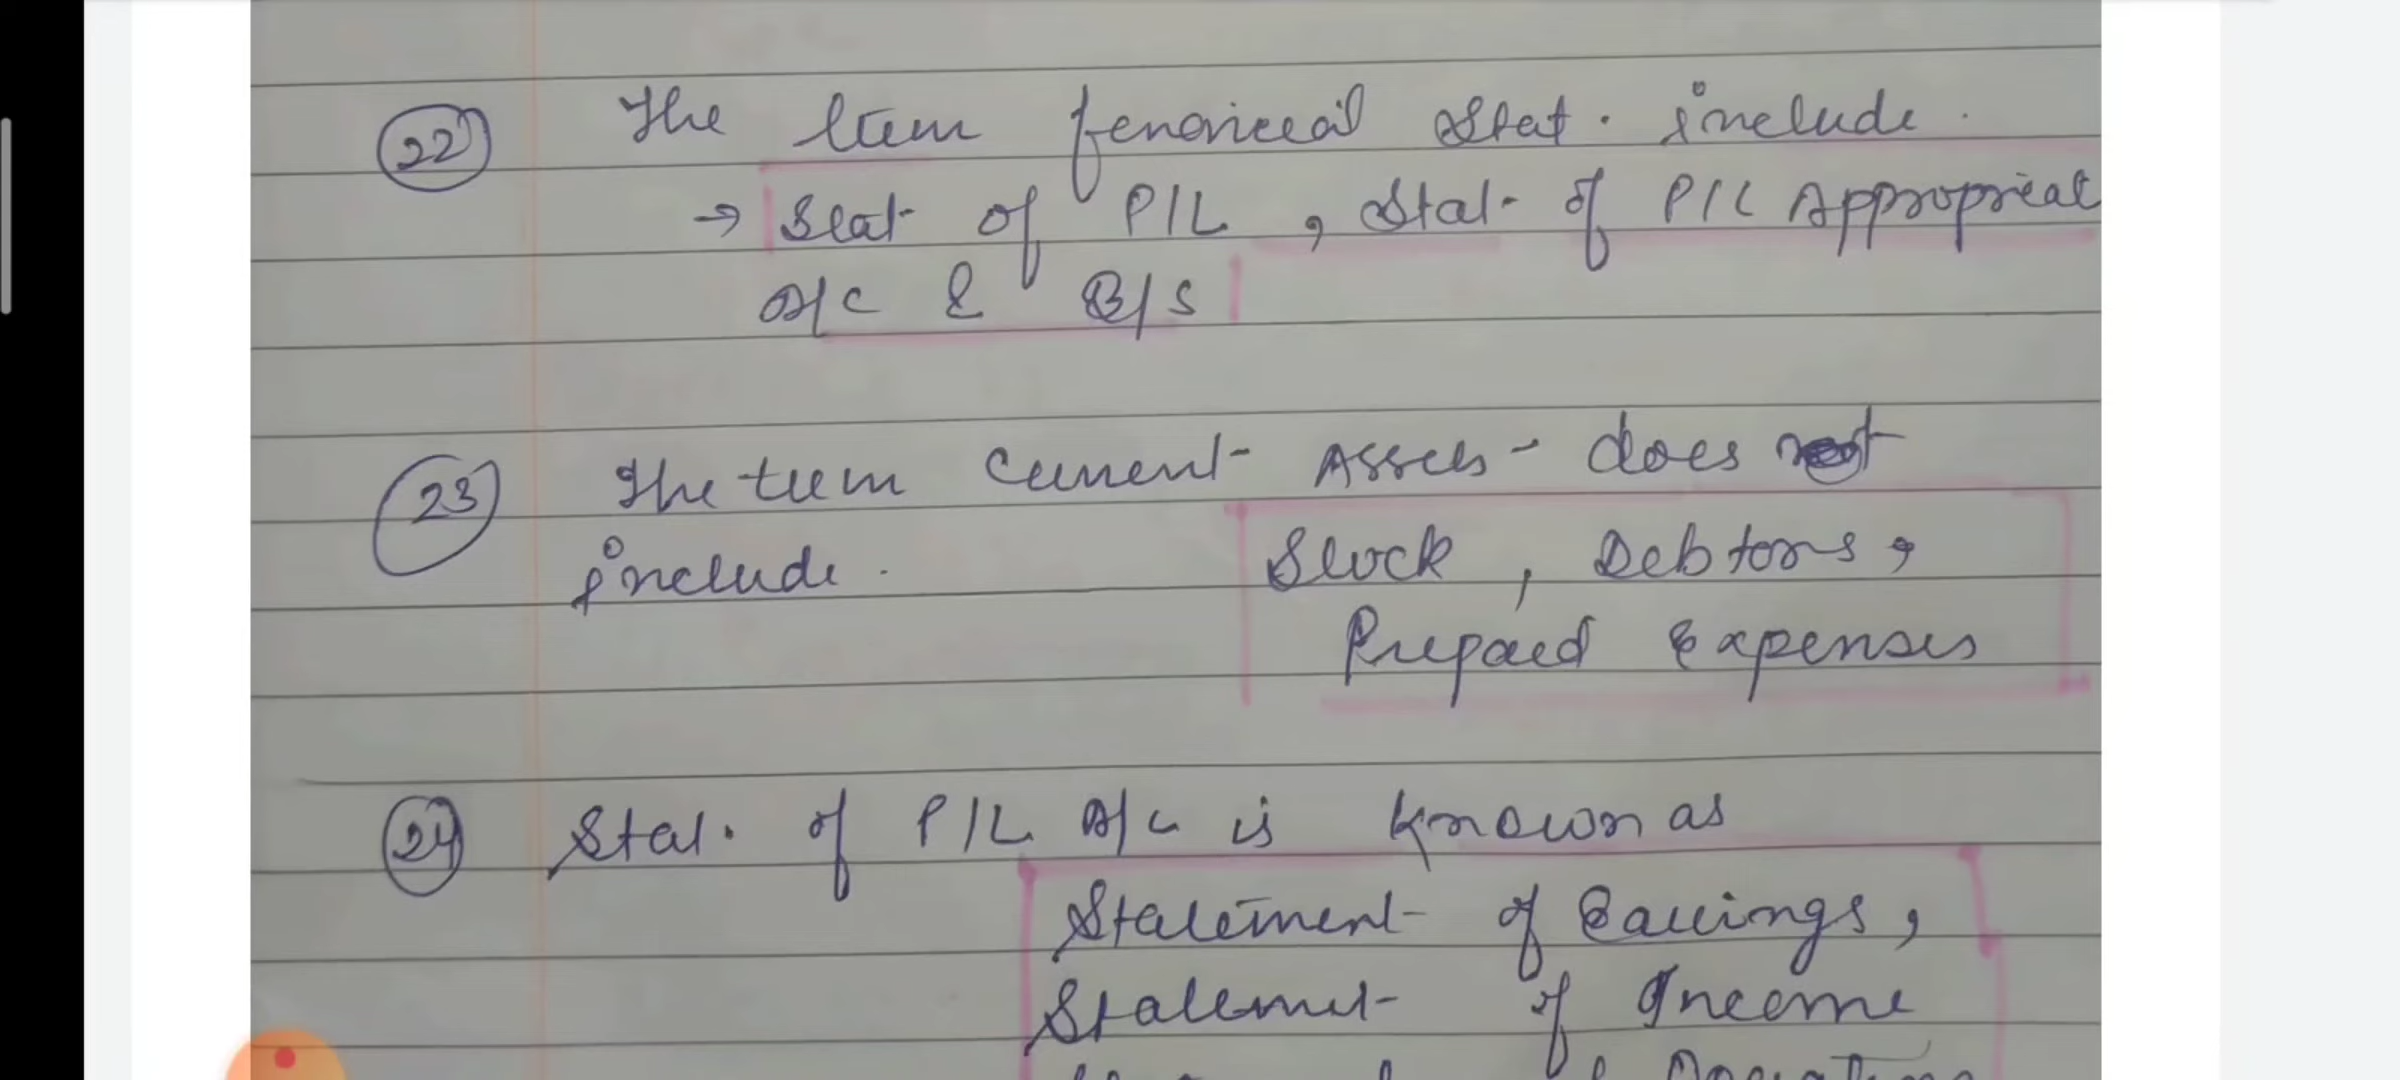 22 The term financial Stat. include.
→ Stat of P/L, Stat. of P/L Appropriat
A/C & B/S
23 The term Current Assets does not
include. Stock, Debtors,
Prepaid Expenses
24 Stat. of P/L A/C is known as
Statement of Earnings,
Statement of Income